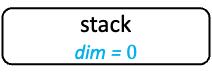 stack
dim = 0